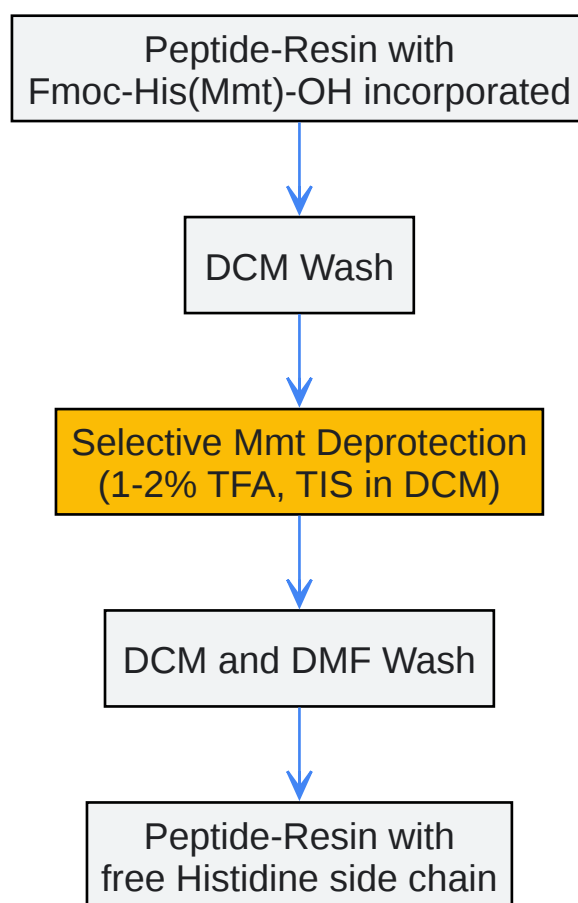 Peptide-Resin with
Fmoc-His(Mmt)-OH incorporated
DCM Wash
Selective Mmt Deprotection
(1-2% TFA, TIS in DCM)
DCM and DMF Wash
Peptide-Resin with
free Histidine side chain